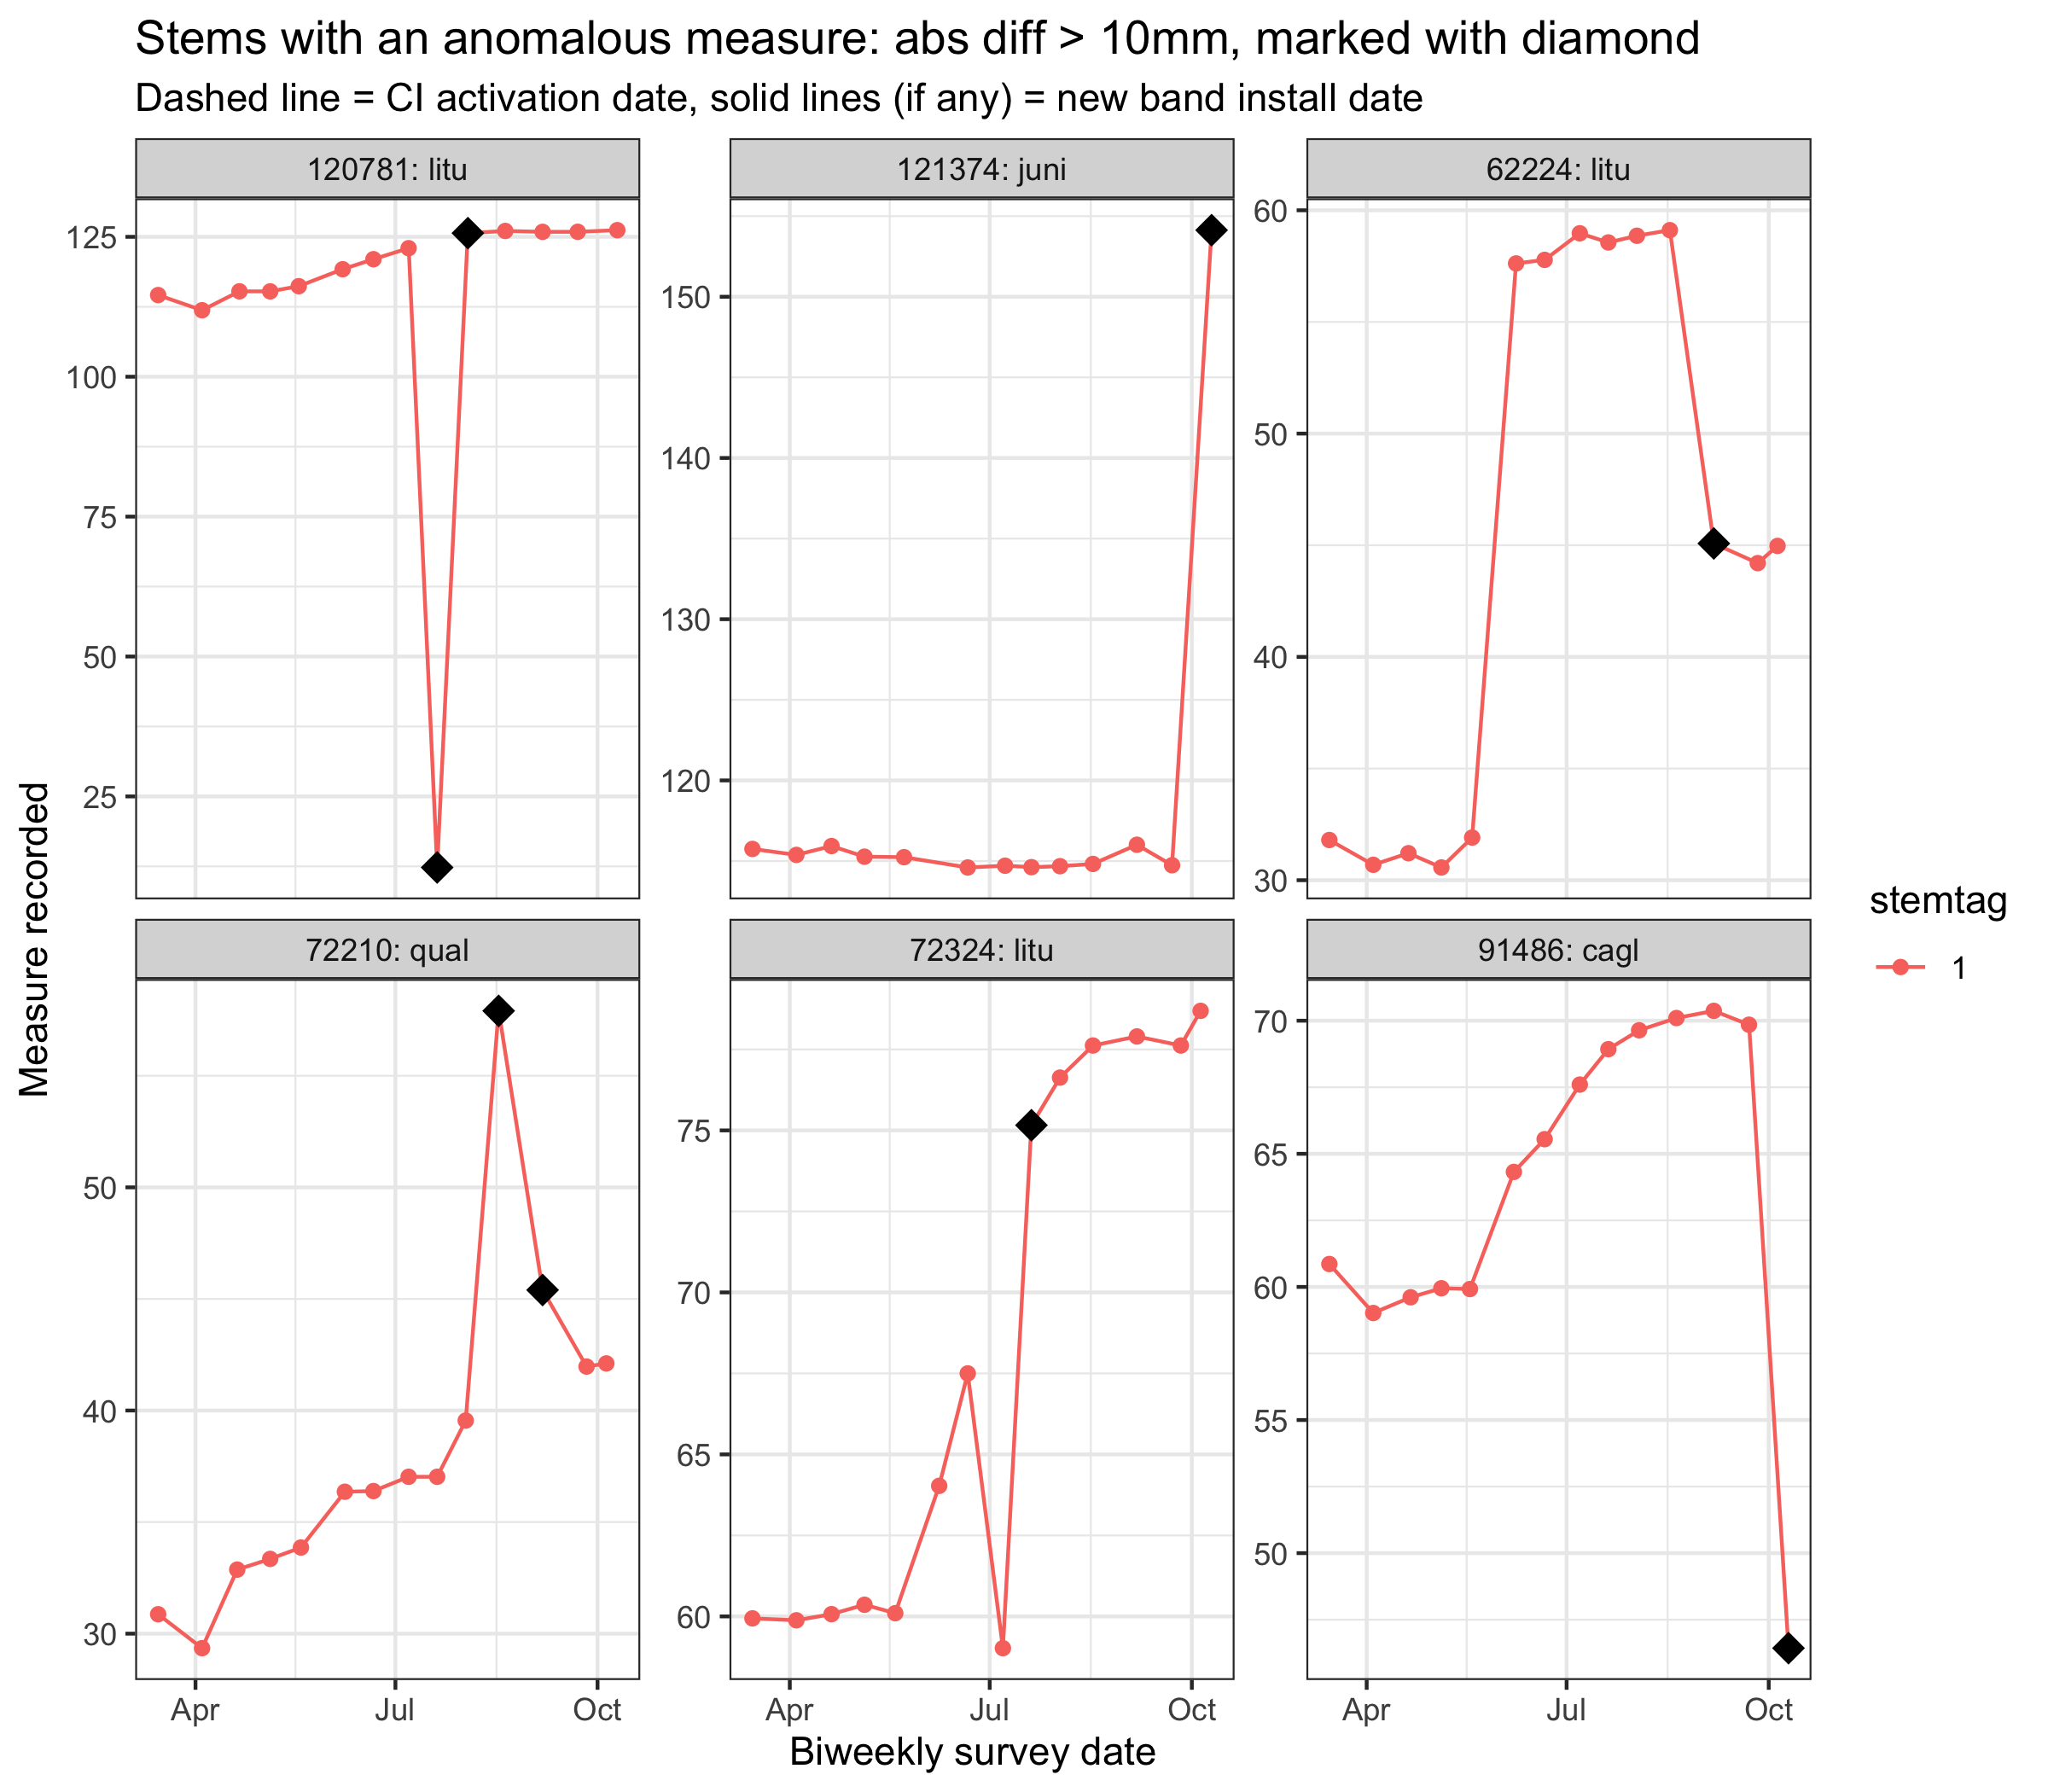 Stems with an anomalous measure: abs diff > 10mm, marked with diamond
Dashed line = CI activation date, solid lines (if any) = new band install date
120781: litu
121374: juni
62224: litu
125
100
75
50
25
150
140
130
120
60
50
40
30
72210: qual
72324: litu
91486: cagl
50
40
30
75
70
65
60
70
65
60
55
50
Apr Jul Oct
Apr Jul Oct
Apr Jul Oct
Measure recorded
Biweekly survey date
stemtag
1